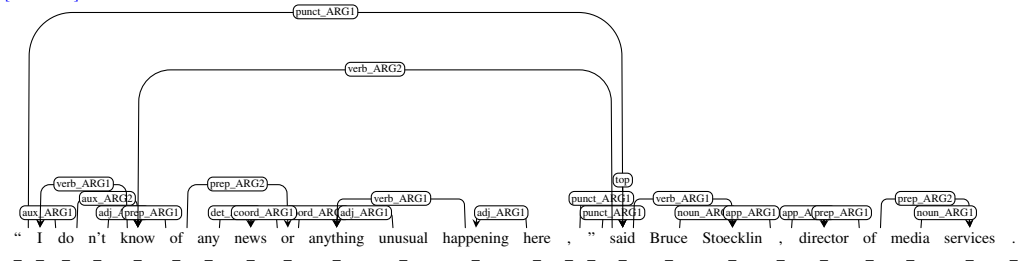 punct_ARG1
verb_ARG2
top
verb_ARG1 prep_ARG2
aux_ARG2 verb_ARG1 punct_ARG1 verb_ARG1 prep_ARG2
aux_ARG1 prep_ARG1 coord_ARG1 adj_ARG1 adj_ARG1 punct_ARG1 app_ARG1 prep_ARG1 noun_ARG1
“ I do n't know of any news or anything unusual happening here , ” said Bruce Stoecklin , director of media services .